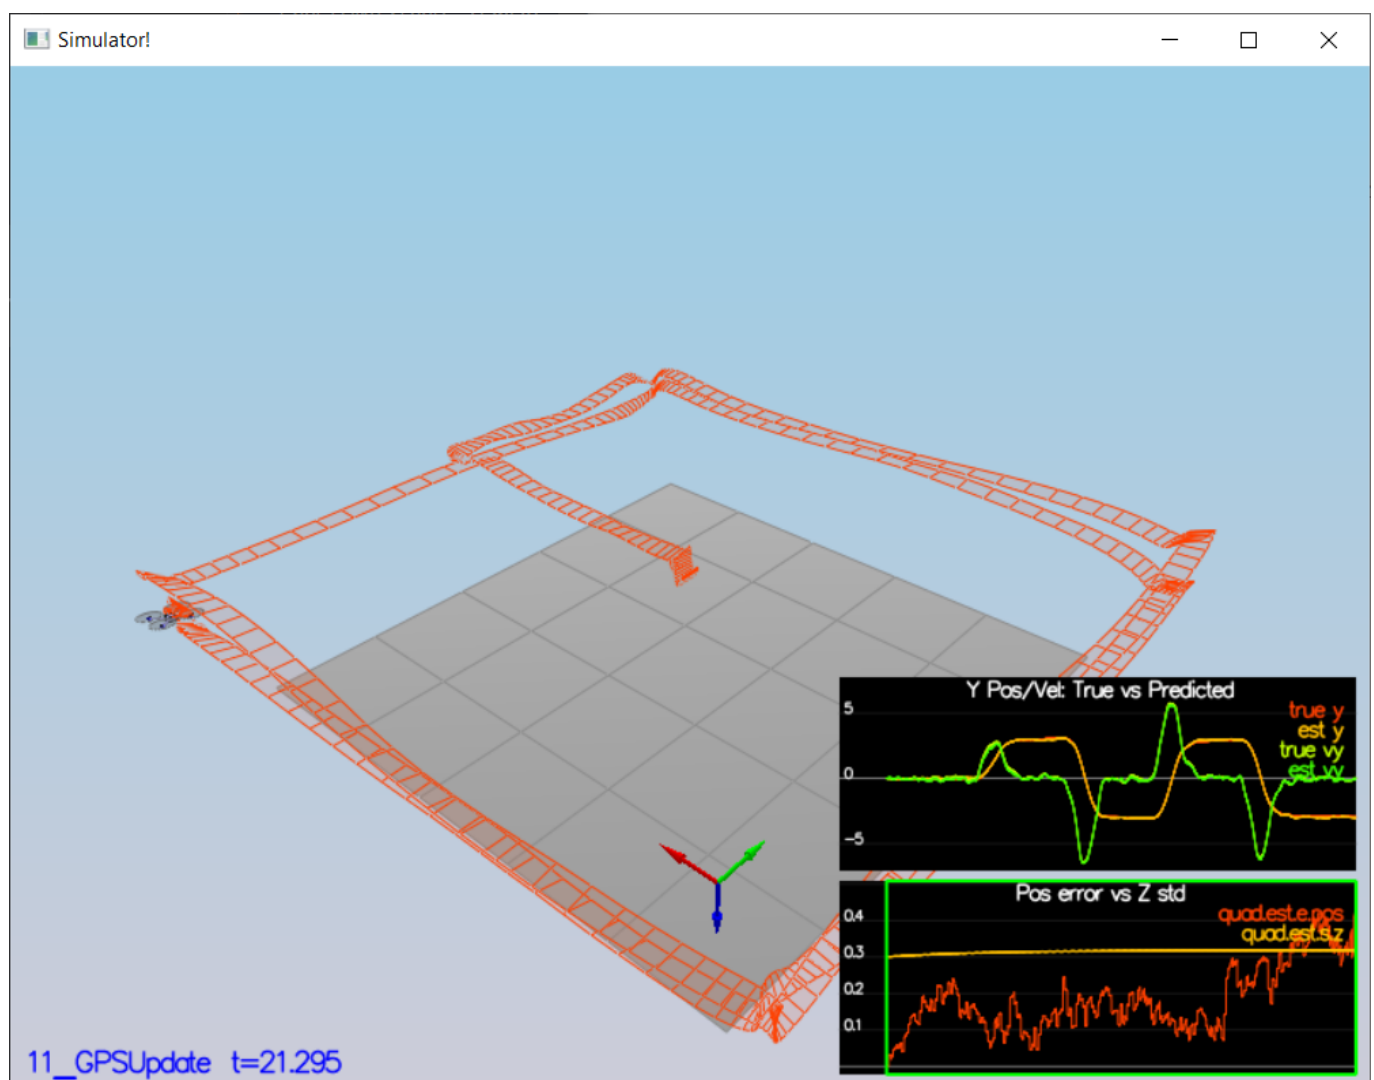 Simulator!
Y Pos/Vel: True vs Predicted
5
true y
est y
true vy
0
est vy
-5
Pos error vs Z std
0.4
quad.est.e.pos
quad.est.s.z
0.3
0.2
0.1
11_GPSUpdate t=21.295